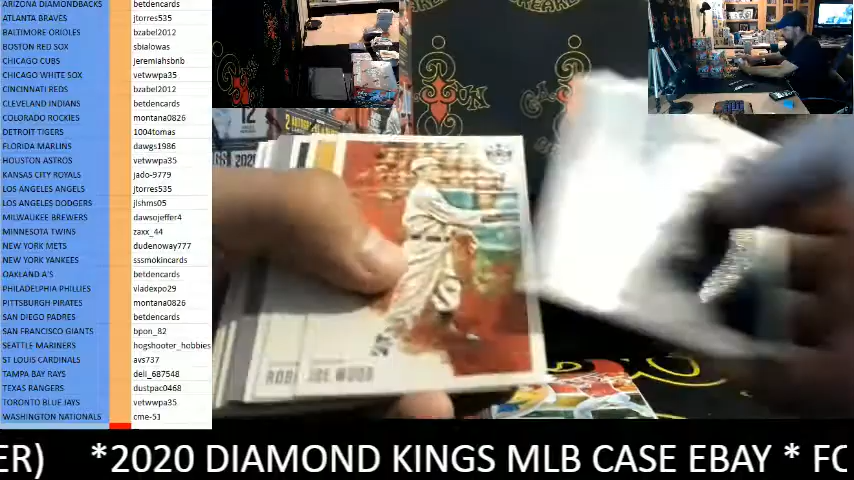 ARIZONA DIAMONDBACKS betdencards
ATLANTA BRAVES jtorres535
BALTIMORE ORIOLES bzabel2012
BOSTON RED SOX sbialowas
CHICAGO CUBS jeremiahsbnb
CHICAGO WHITE SOX vetwwpa35
CINCINNATI REDS bzabel2012
CLEVELAND INDIANS betdencards
COLORADO ROCKIES montana0826
DETROIT TIGERS 1004tomas
FLORIDA MARLINS dawgs1986
HOUSTON ASTROS vetwwpa35
KANSAS CITY ROYALS jado-9779
LOS ANGELES ANGELS jtorres535
LOS ANGELES DODGERS jlshms05
MILWAUKEE BREWERS dawsojeffer4
MINNESOTA TWINS zaxx_44
NEW YORK METS dudenoway777
NEW YORK YANKEES sssmokincards
OAKLAND A'S betdencards
PHILADELPHIA PHILLIES vladexpo29
PITTSBURGH PIRATES montana0826
SAN DIEGO PADRES betdencards
SAN FRANCISCO GIANTS bpon_82
SEATTLE MARINERS hogshooter_hobbies
ST LOUIS CARDINALS avs737
TAMPA BAY RAYS deli_687548
TEXAS RANGERS dustpac0468
TORONTO BLUE JAYS vetwwpa35
WASHINGTON NATIONALS cme-53
12
JOE WOOD
ER) *2020 DIAMOND KINGS MLB CASE EBAY * FO